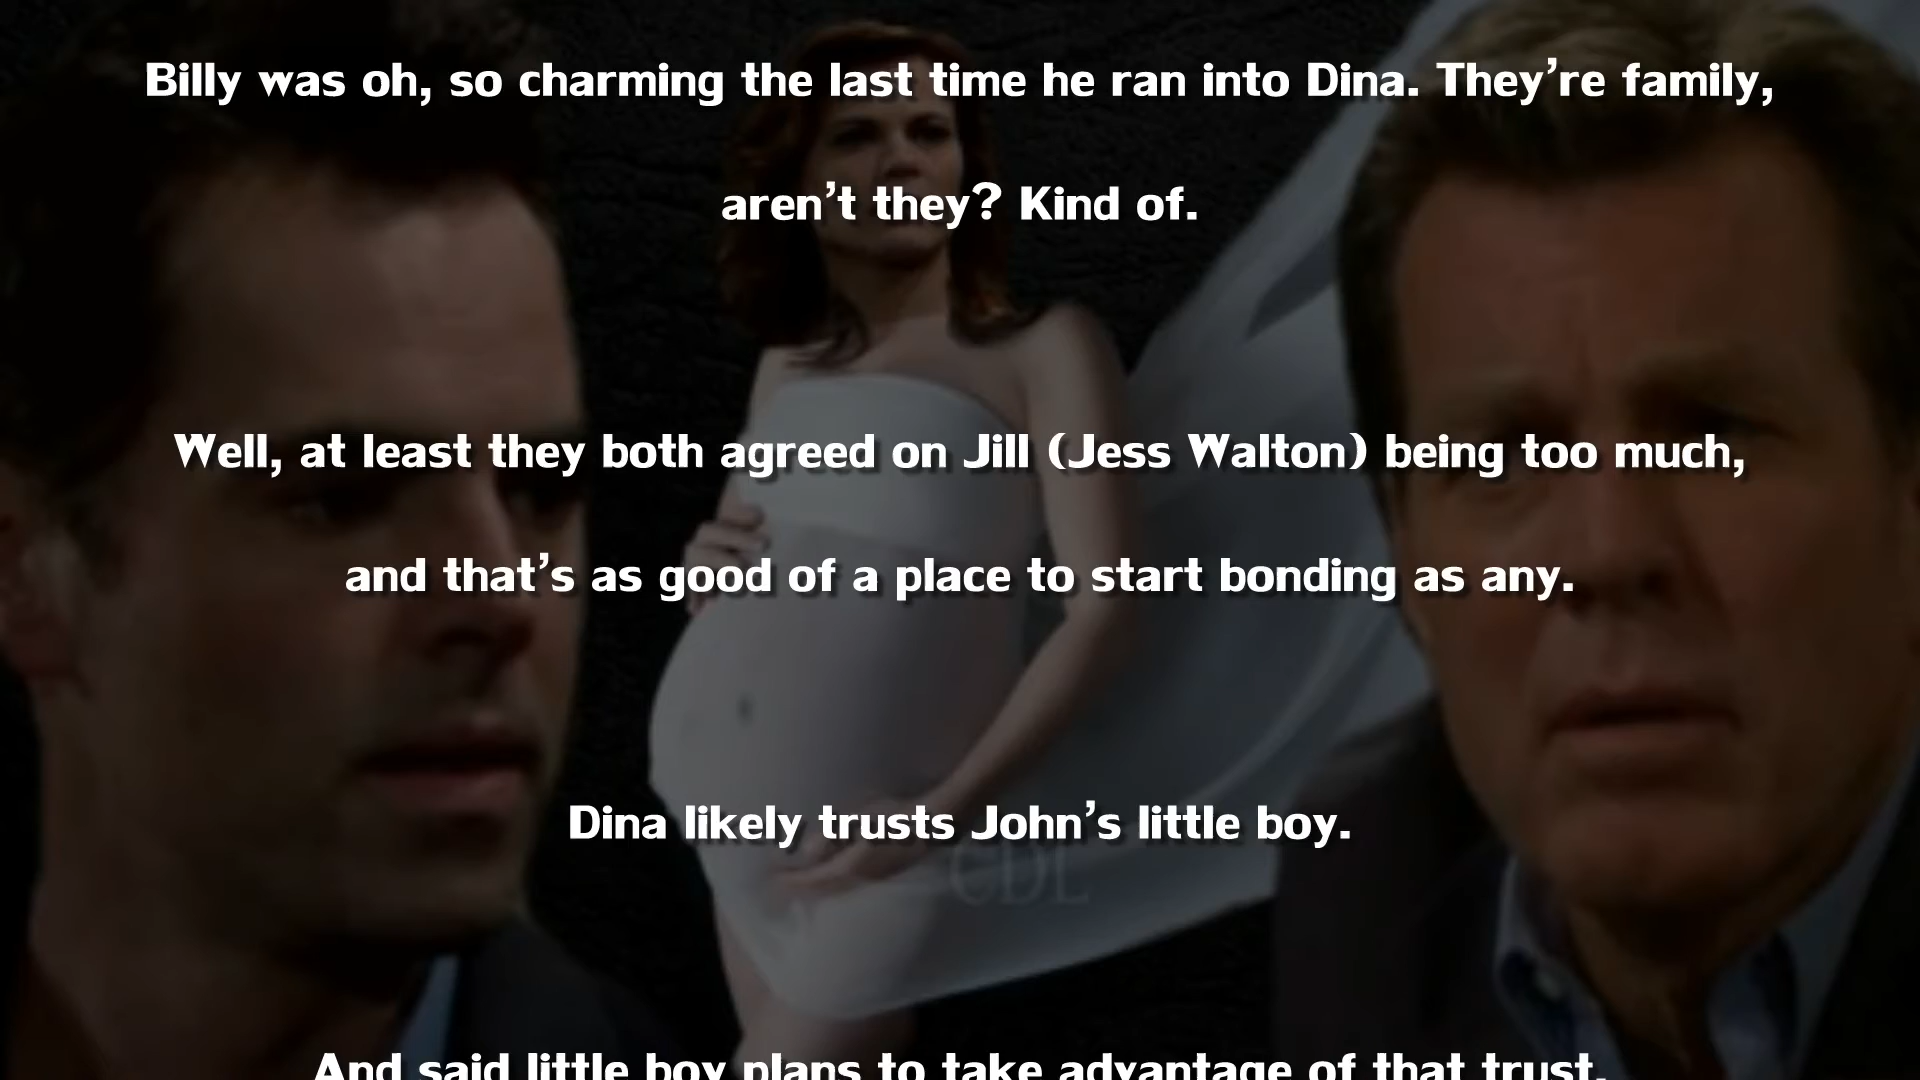 Billy was oh, so charming the last time he ran into Dina. They’re family,
aren’t they? Kind of.
Well, at least they both agreed on Jill (Jess Walton) being too much,
and that’s as good of a place to start bonding as any.
Dina likely trusts John’s little boy.
CDL
And said little boy plans to take advantage of that trust.